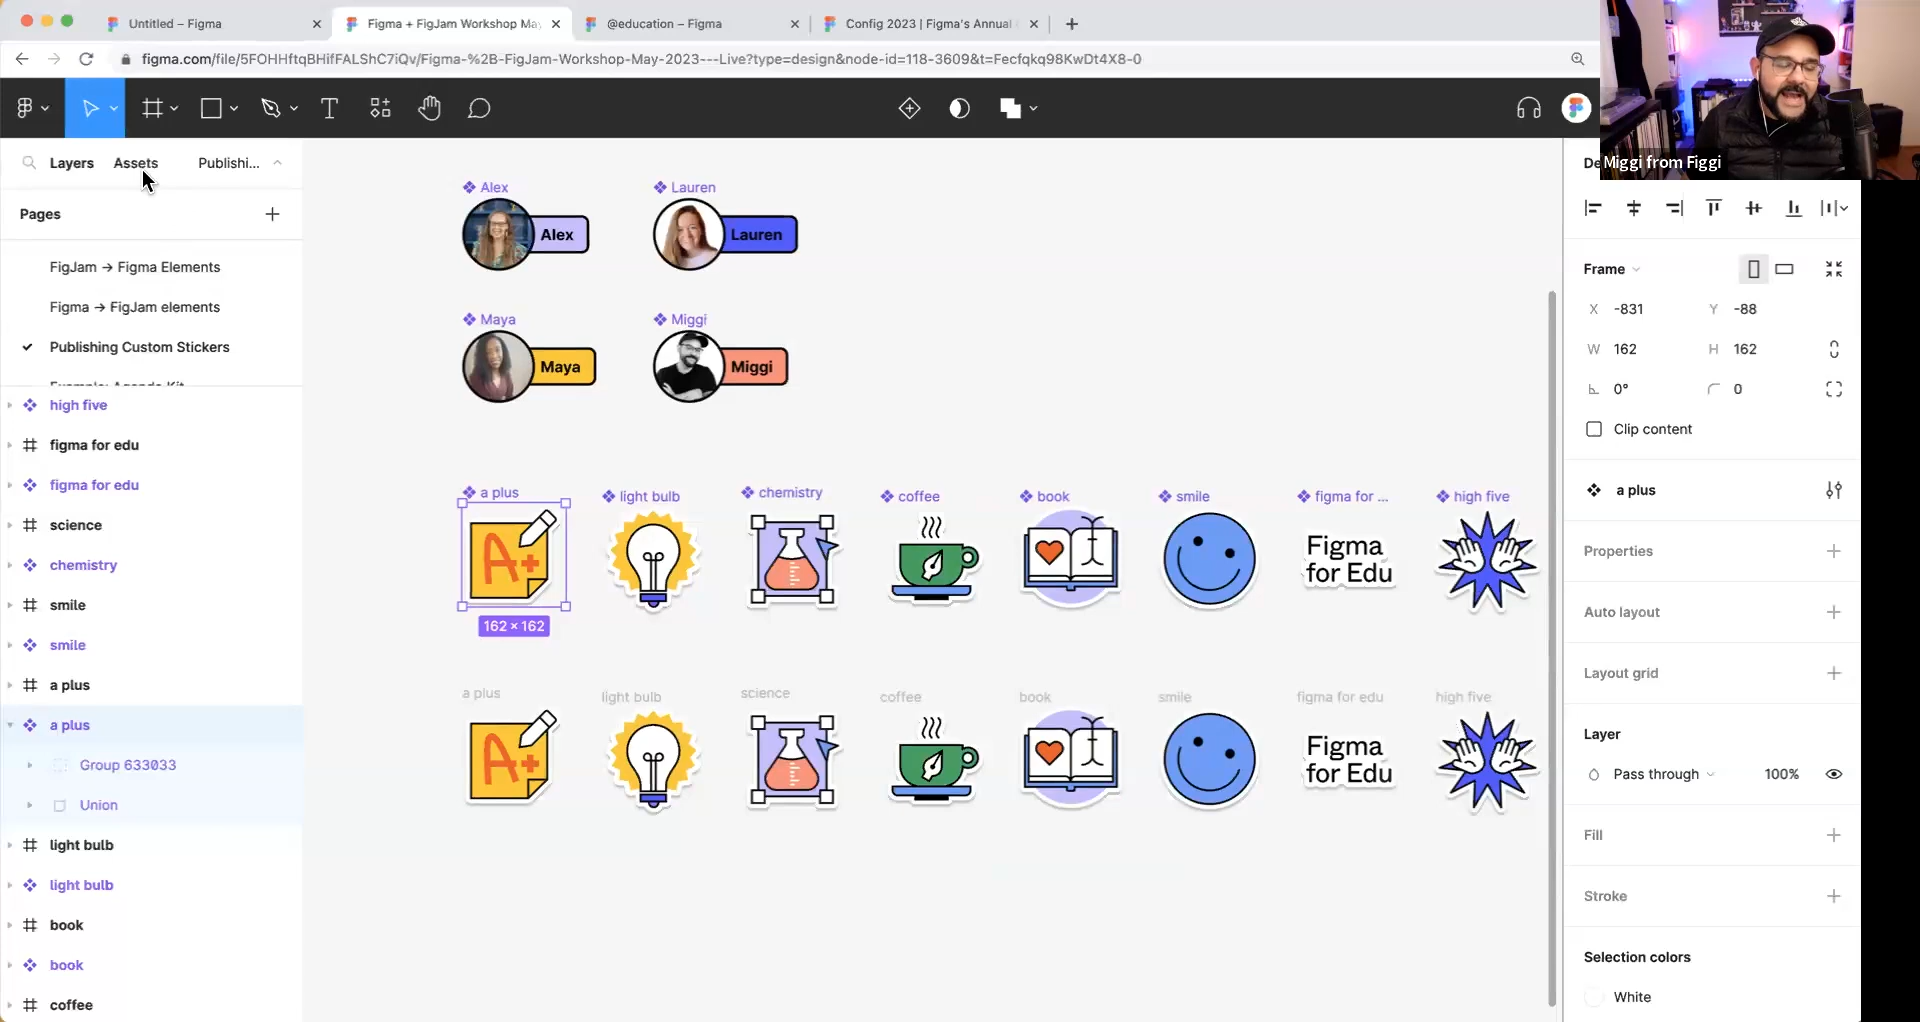 Untitled – Figma
Figma + FigJam Workshop May
@education – Figma
Config 2023 | Figma's Annual
figma.com/file/5FOHHftqBHifFALShC7iQv/Figma-%2B-FigJam-Workshop-May-2023---Live?type=design&node-id=118-3609&t=Fecfqkq98KwDt4X8-0
Miggi from Figgi
Layers
Assets
Publishi...
Pages
FigJam → Figma Elements
Figma → FigJam elements
Publishing Custom Stickers
Example: Agenda Kit
high five
figma for edu
figma for edu
science
chemistry
smile
smile
a plus
a plus
Group 633033
Union
light bulb
light bulb
book
book
coffee
Alex
Lauren
Alex
Lauren
Maya
Miggi
Maya
Miggi
a plus
light bulb
chemistry
coffee
book
smile
figma for ...
high five
A+
Figma
for Edu
162 × 162
a plus
light bulb
science
coffee
book
smile
figma for edu
high five
A+
Figma
for Edu
Frame
X -831
Y -88
W 162
H 162
0°
0
Clip content
a plus
Properties
Auto layout
Layout grid
Layer
Pass through
100%
Fill
Stroke
Selection colors
White